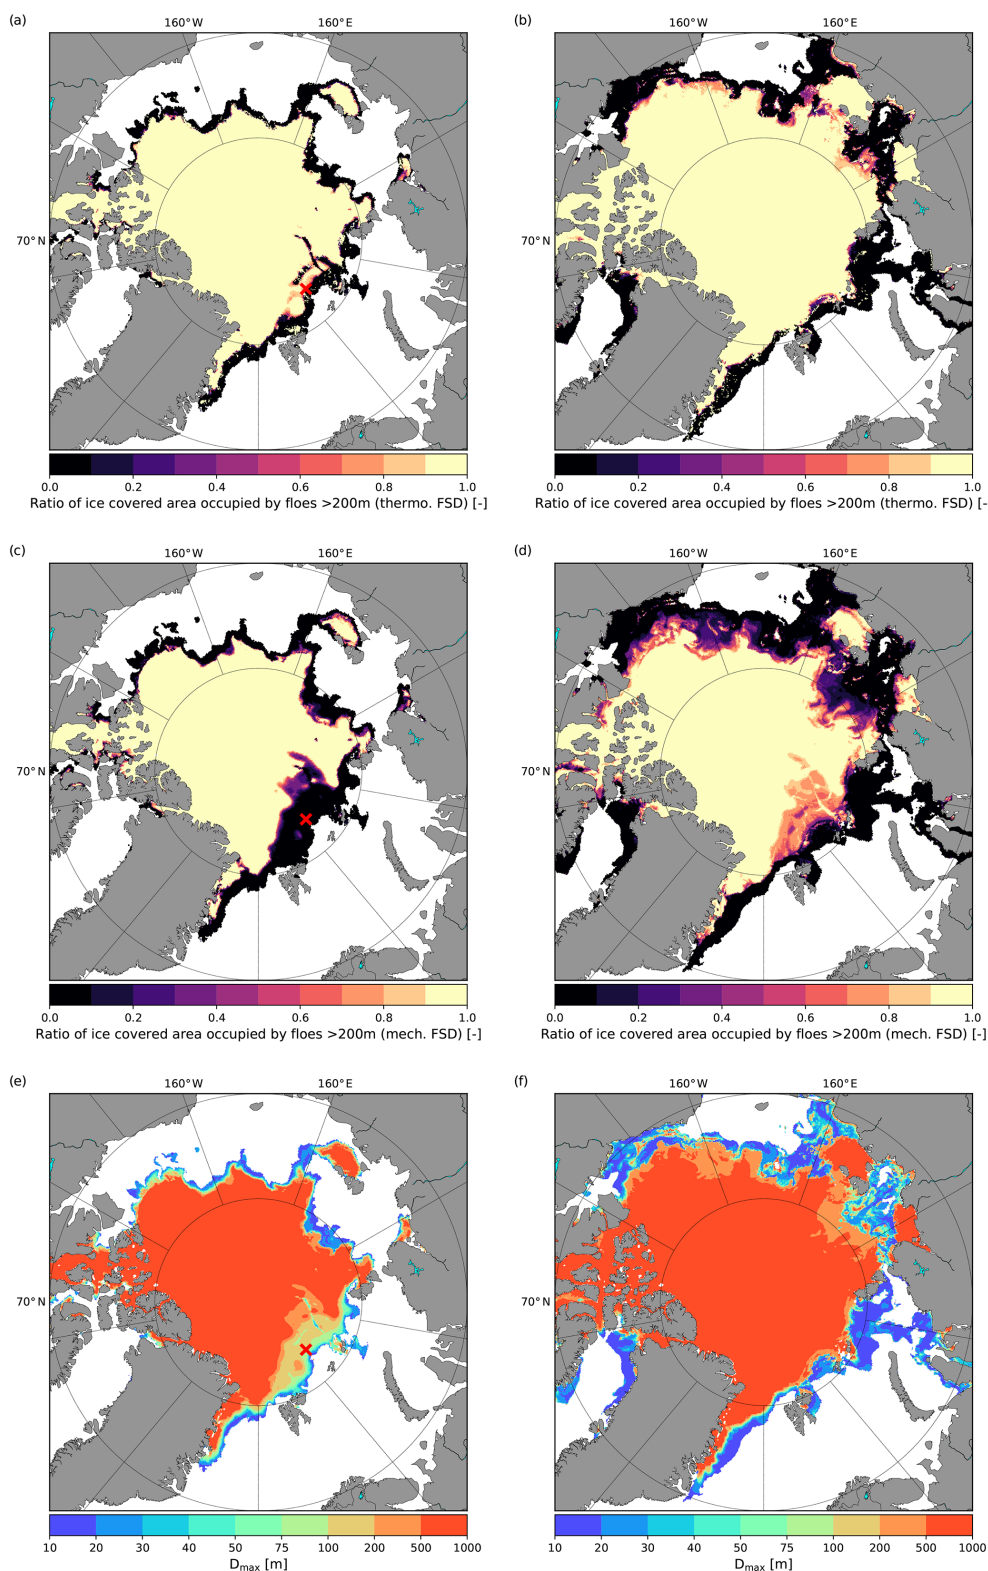 (a)
160°W 160°E
70°N
0.0 0.2 0.4 0.6 0.8 1.0
Ratio of ice covered area occupied by floes >200m (thermo. FSD) [-]
(b)
160°W 160°E
70°N
0.0 0.2 0.4 0.6 0.8 1.0
Ratio of ice covered area occupied by floes >200m (thermo. FSD) [-
(c)
160°W 160°E
70°N
0.0 0.2 0.4 0.6 0.8 1.0
Ratio of ice covered area occupied by floes >200m (mech. FSD) [-]
(d)
160°W 160°E
70°N
0.0 0.2 0.4 0.6 0.8 1.0
Ratio of ice covered area occupied by floes >200m (mech. FSD) [-]
(e)
160°W 160°E
70°N
10 20 30 40 50 75 100 200 500 1000
Dmax [m]
(f)
160°W 160°E
70°N
10 20 30 40 50 75 100 200 500 1000
Dmax [m]